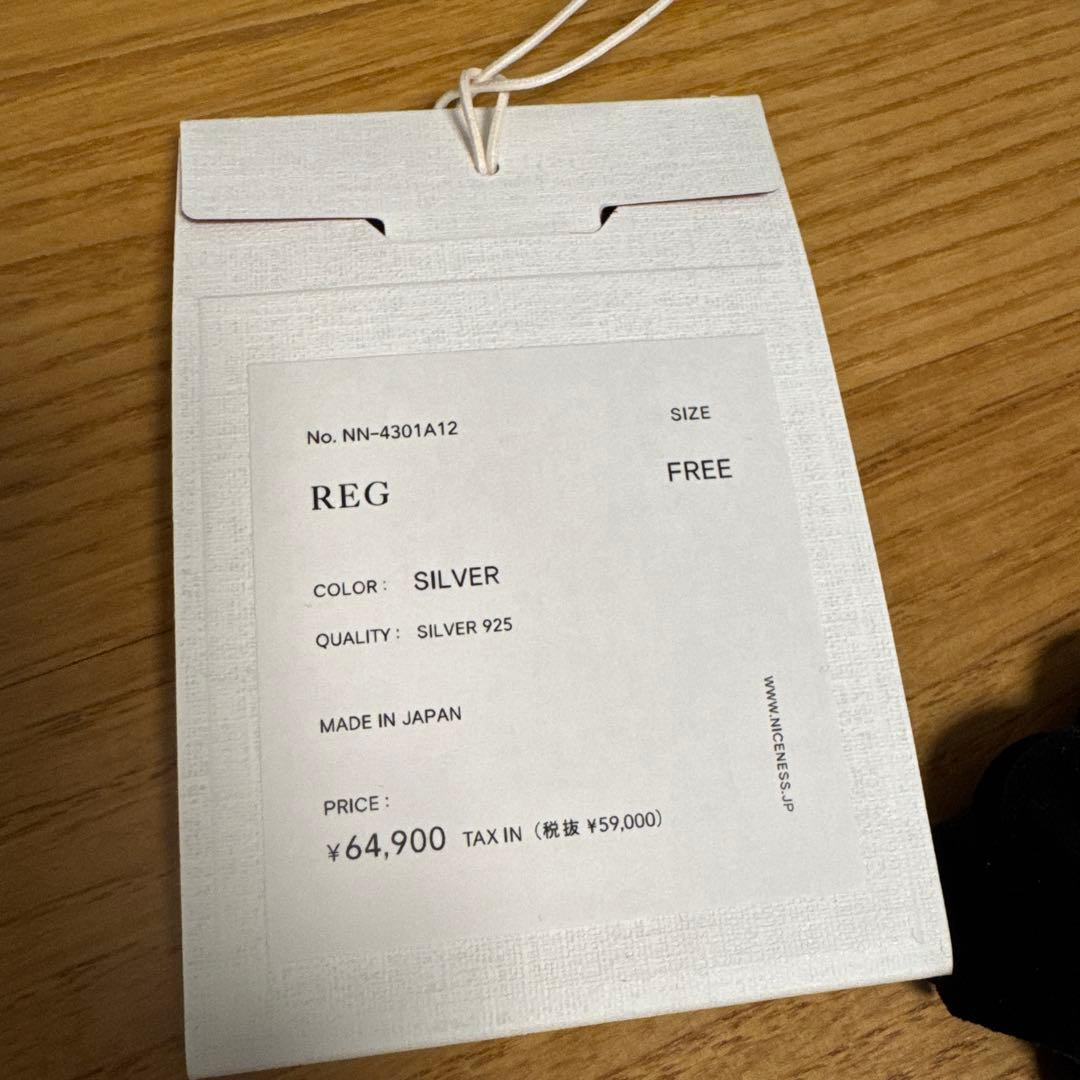 No. NN-4301A12
SIZE
REG
FREE
COLOR : SILVER
QUALITY : SILVER 925
MADE IN JAPAN
WWW.NICENESS.JP
PRICE :
¥64,900 TAX IN (税抜 ¥59,000)